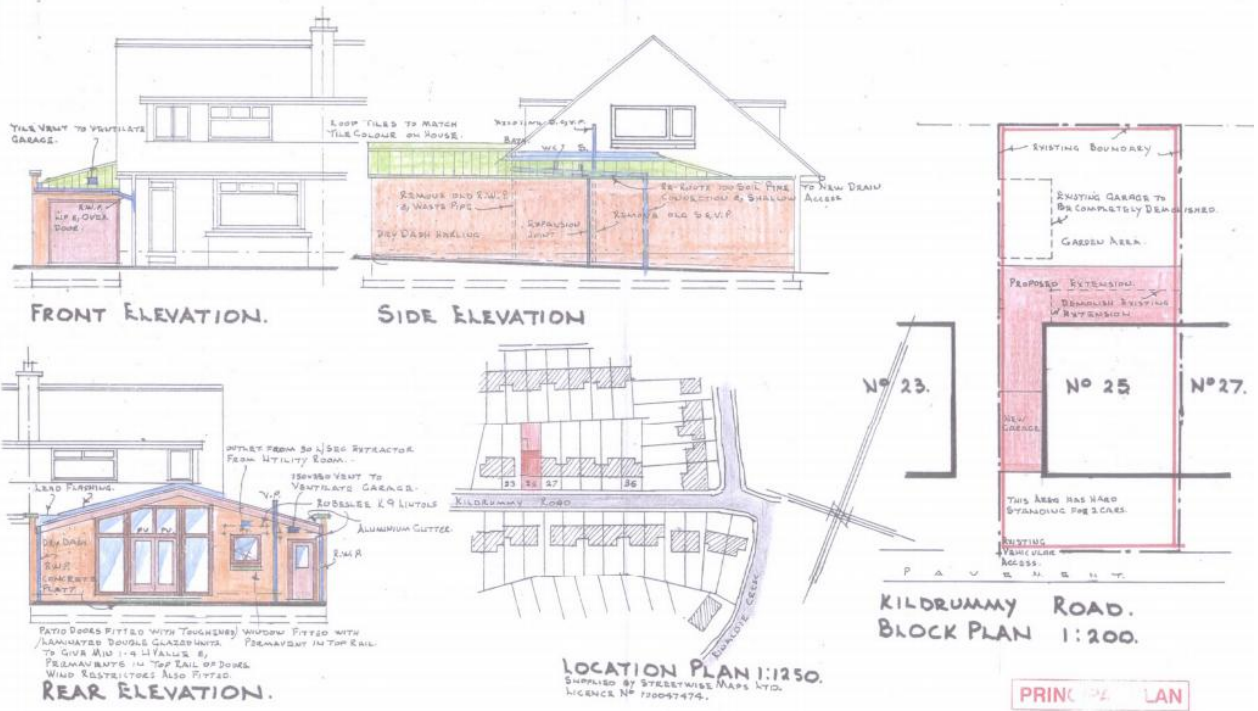 TILE VENT TO VENTILATE
GARAGE.
R.W.P.
UP & OVER
DOOR.
FRONT ELEVATION.
ROOF TILES TO MATCH
TILE COLOUR ON HOUSE.
EXISTING S.&V.P.
BATH.
W.C.
S.
REMOVE OLD R.W.P.
& WASTE PIPE
RE-ROUTE 100 SOIL PIPE
CONNECTION & SHALLOW
TO NEW DRAIN
ACCESS
REMOVE OLD S.&V.P.
DRY DASH HARLING
EXPANSION
JOINT
SIDE ELEVATION
EXISTING BOUNDARY
EXISTING GARAGE TO
BE COMPLETELY DEMOLISHED.
GARDEN AREA.
PROPOSED EXTENSION.
DEMOLISH EXISTING
EXTENSION
Nº 23.
Nº 25
Nº 27.
NEW
GARAGE
THIS AREA HAS HARD
STANDING FOR 2 CARS.
EXISTING
VEHICULAR
ACCESS.
PAVEMENT.
KILDRUMMY ROAD.
BLOCK PLAN 1:200.
OUTLET FROM 30 L/SEC EXTRACTOR
FROM UTILITY ROOM.
VENT TO
VENTILATE GARAGE.
LEAD FLASHING.
V.P.
K9 LINTOLS
ALUMINIUM GUTTER.
R.W.P.
PV PV
DRY DASH
R.W.P.
CONCRETE
PLATT
PATIO DOORS FITTED WITH TOUGHENED/
/LAMINATED DOUBLE GLAZED UNITS
TO GIVE MIN 1.4 U VALUE &
PERMAVENTS IN TOP RAIL OF DOORS
WIND RESTRICTORS ALSO FITTED.
WINDOW FITTED WITH
PERMAVENT IN TOP RAIL.
REAR ELEVATION.
23 25 27
KILDRUMMY ROAD
LOCATION PLAN 1:1250.
SUPPLIED BY STREETWISE MAPS LTD.
LICENCE Nº 100047474.